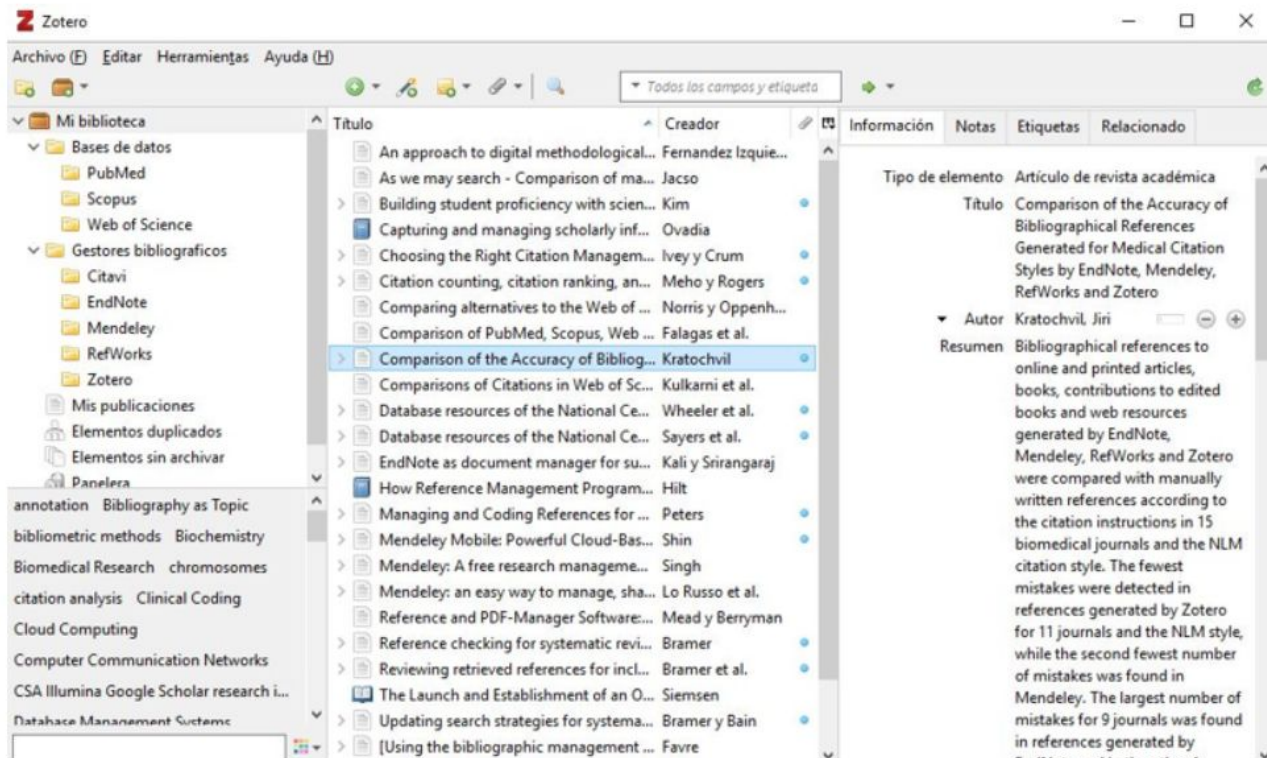 Zotero
Archivo (F) Editar Herramientas Ayuda (H)
Todos los campos y etiqueta
Mi biblioteca
Bases de datos
PubMed
Scopus
Web of Science
Gestores bibliograficos
Citavi
EndNote
Mendeley
RefWorks
Zotero
Mis publicaciones
Elementos duplicados
Elementos sin archivar
Papelera
annotation Bibliography as Topic
bibliometric methods Biochemistry
Biomedical Research chromosomes
citation analysis Clinical Coding
Cloud Computing
Computer Communication Networks
CSA Illumina Google Scholar research i...
Database Management Systems
Título Creador
An approach to digital methodological... Fernandez Izquie...
As we may search - Comparison of ma... Jacso
Building student proficiency with scien... Kim
Capturing and managing scholarly inf... Ovadia
Choosing the Right Citation Managem... Ivey y Crum
Citation counting, citation ranking, an... Meho y Rogers
Comparing alternatives to the Web of ... Norris y Oppenh...
Comparison of PubMed, Scopus, Web ... Falagas et al.
Comparison of the Accuracy of Bibliog... Kratochvil
Comparisons of Citations in Web of Sc... Kulkarni et al.
Database resources of the National Ce... Wheeler et al.
Database resources of the National Ce... Sayers et al.
EndNote as document manager for su... Kali y Srirangaraj
How Reference Management Program... Hilt
Managing and Coding References for ... Peters
Mendeley Mobile: Powerful Cloud-Bas... Shin
Mendeley: A free research manageme... Singh
Mendeley: an easy way to manage, sha... Lo Russo et al.
Reference and PDF-Manager Software:... Mead y Berryman
Reference checking for systematic revi... Bramer
Reviewing retrieved references for incl... Bramer et al.
The Launch and Establishment of an O... Siemsen
Updating search strategies for systema... Bramer y Bain
[Using the bibliographic management ... Favre
Información Notas Etiquetas Relacionado
Tipo de elemento Artículo de revista académica
Título Comparison of the Accuracy of
Bibliographical References
Generated for Medical Citation
Styles by EndNote, Mendeley,
RefWorks and Zotero
Autor Kratochvil, Jiri
Resumen Bibliographical references to
online and printed articles,
books, contributions to edited
books and web resources
generated by EndNote,
Mendeley, RefWorks and Zotero
were compared with manually
written references according to
the citation instructions in 15
biomedical journals and the NLM
citation style. The fewest
mistakes were detected in
references generated by Zotero
for 11 journals and the NLM style,
while the second fewest number
of mistakes was found in
Mendeley. The largest number of
mistakes for 9 journals was found
in references generated by